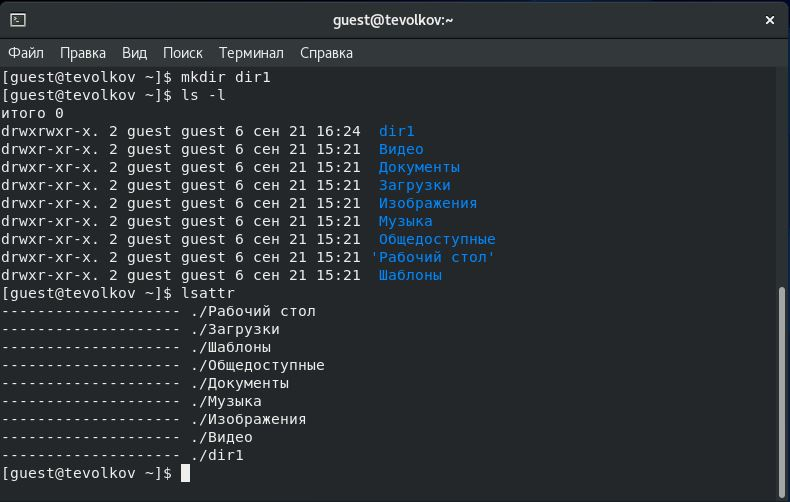 guest@tevolkov:~
Файл Правка Вид Поиск Терминал Справка
[guest@tevolkov ~]$ mkdir dir1
[guest@tevolkov ~]$ ls -l
итого 0
drwxrwxr-x. 2 guest guest 6 сен 21 16:24  dir1
drwxr-xr-x. 2 guest guest 6 сен 21 15:21  Видео
drwxr-xr-x. 2 guest guest 6 сен 21 15:21  Документы
drwxr-xr-x. 2 guest guest 6 сен 21 15:21  Загрузки
drwxr-xr-x. 2 guest guest 6 сен 21 15:21  Изображения
drwxr-xr-x. 2 guest guest 6 сен 21 15:21  Музыка
drwxr-xr-x. 2 guest guest 6 сен 21 15:21  Общедоступные
drwxr-xr-x. 2 guest guest 6 сен 21 15:21 'Рабочий стол'
drwxr-xr-x. 2 guest guest 6 сен 21 15:21  Шаблоны
[guest@tevolkov ~]$ lsattr
-------------------- ./Рабочий стол
-------------------- ./Загрузки
-------------------- ./Шаблоны
-------------------- ./Общедоступные
-------------------- ./Документы
-------------------- ./Музыка
-------------------- ./Изображения
-------------------- ./Видео
-------------------- ./dir1
[guest@tevolkov ~]$